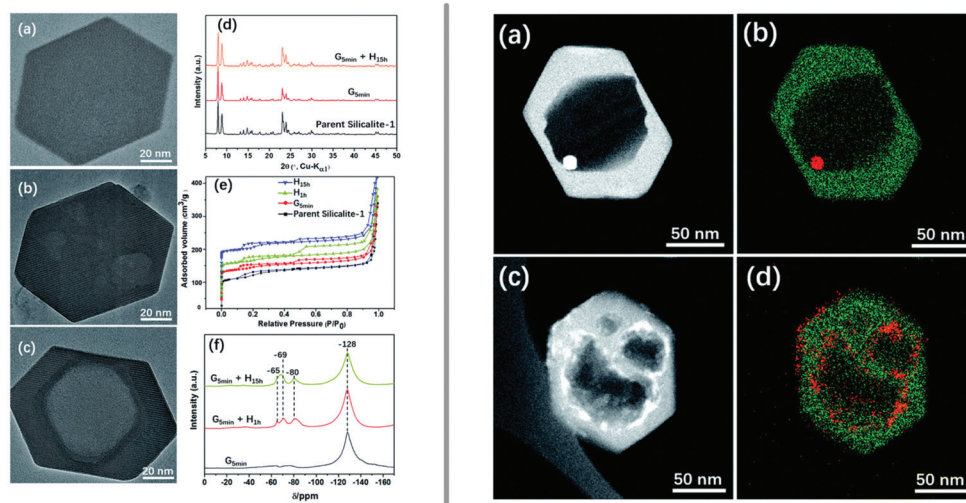 (a)
20 nm
(b)
20 nm
(c)
20 nm
(d)
Intensity (a.u.)
G5min + H15h
G5min
Parent Silicalite-1
5 10 15 20 25 30 35 40 45 50
2θ (°, Cu-Kα1)
(e)
Adsorbed volume (cm3/g)
400
300
200
100
H15h
H1h
G5min
Parent Silicalite-1
0.0 0.2 0.4 0.6 0.8 1.0
Relative Pressure (P/P0)
(f)
Intensity (a.u.)
-128
-69
-65
-80
G5min + H15h
G5min + H1h
G5min
0 -20 -40 -60 -80 -100 -120 -140 -160
δ/ppm
(a)
50 nm
(b)
50 nm
(c)
50 nm
(d)
50 nm